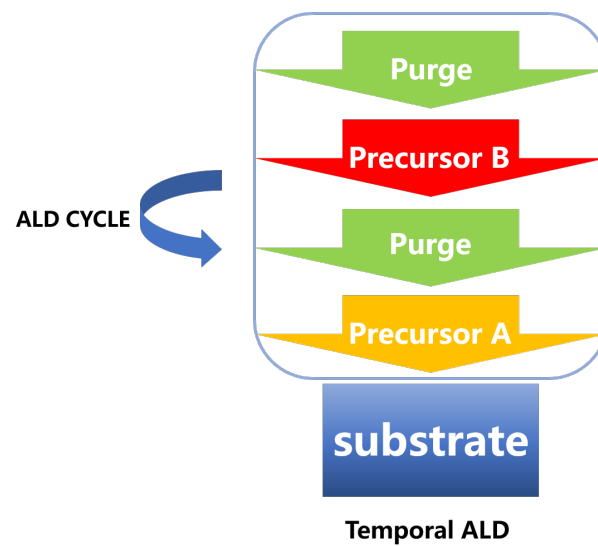 Purge
Precursor B
ALD CYCLE
Purge
Precursor A
substrate
Temporal ALD